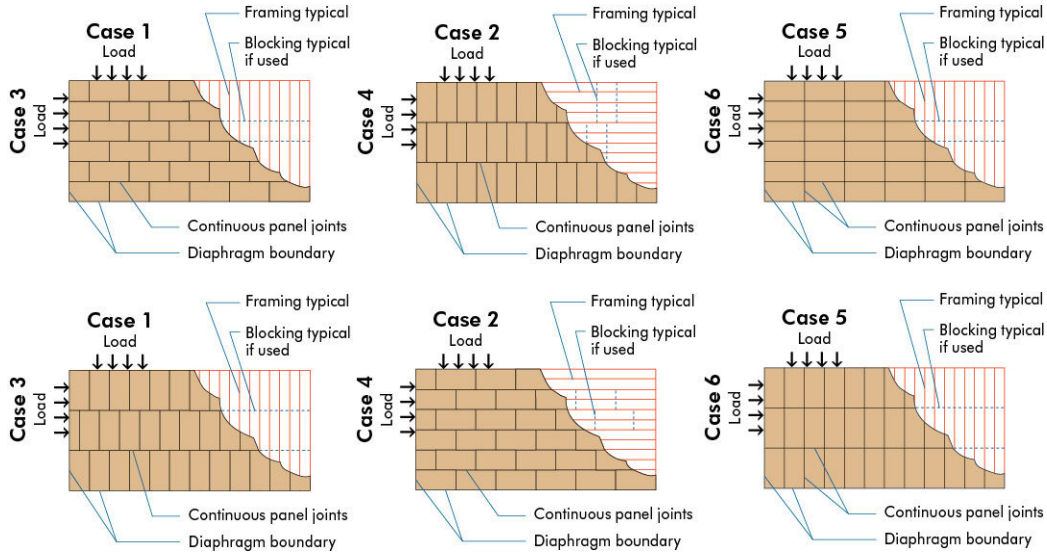 Framing typical
Case 1
Load
Blocking typical
if used
Case 3
Load
Continuous panel joints
Diaphragm boundary
Framing typical
Case 2
Load
Blocking typical
if used
Case 4
Load
Continuous panel joints
Diaphragm boundary
Framing typical
Case 5
Load
Blocking typical
if used
Case 6
Load
Continuous panel joints
Diaphragm boundary
Framing typical
Case 1
Load
Blocking typical
if used
Case 3
Load
Continuous panel joints
Diaphragm boundary
Framing typical
Case 2
Load
Blocking typical
if used
Case 4
Load
Continuous panel joints
Diaphragm boundary
Framing typical
Case 5
Load
Blocking typical
if used
Case 6
Load
Continuous panel joints
Diaphragm boundary